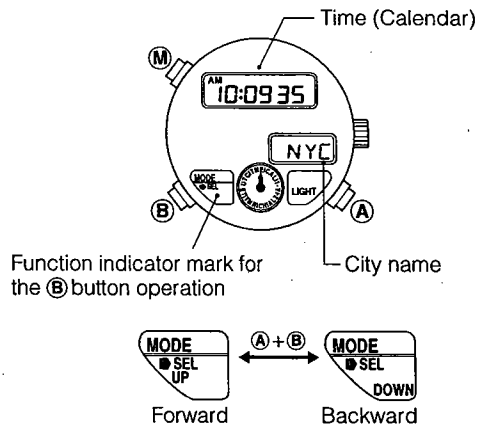 Time (Calendar)
M
AM
10:09 35
NYC
MODE
SEL
LIGHT
B
A
Function indicator mark for
the B button operation
City name
MODE
SEL
UP
A + B
MODE
SEL
DOWN
Forward
Backward